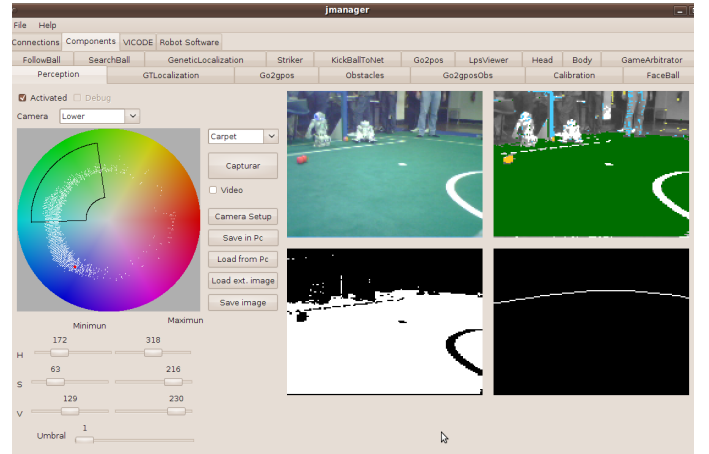 jmanager
File Help
Connections Components VICODE Robot Software
FollowBall SearchBall GeneticLocalization Striker KickBallToNet Go2pos LpsViewer Head Body GameArbitrator
Perception GTLocalization Go2gpos Obstacles Go2gposObs Calibration FaceBall
Activated Debug
Camera Lower
Carpet
Capturar
Video
Camera Setup
Save in Pc
Load from Pc
Load ext. image
Save image
Minimun Maximun
172 318
H
63 216
S
129 230
V
1
Umbral